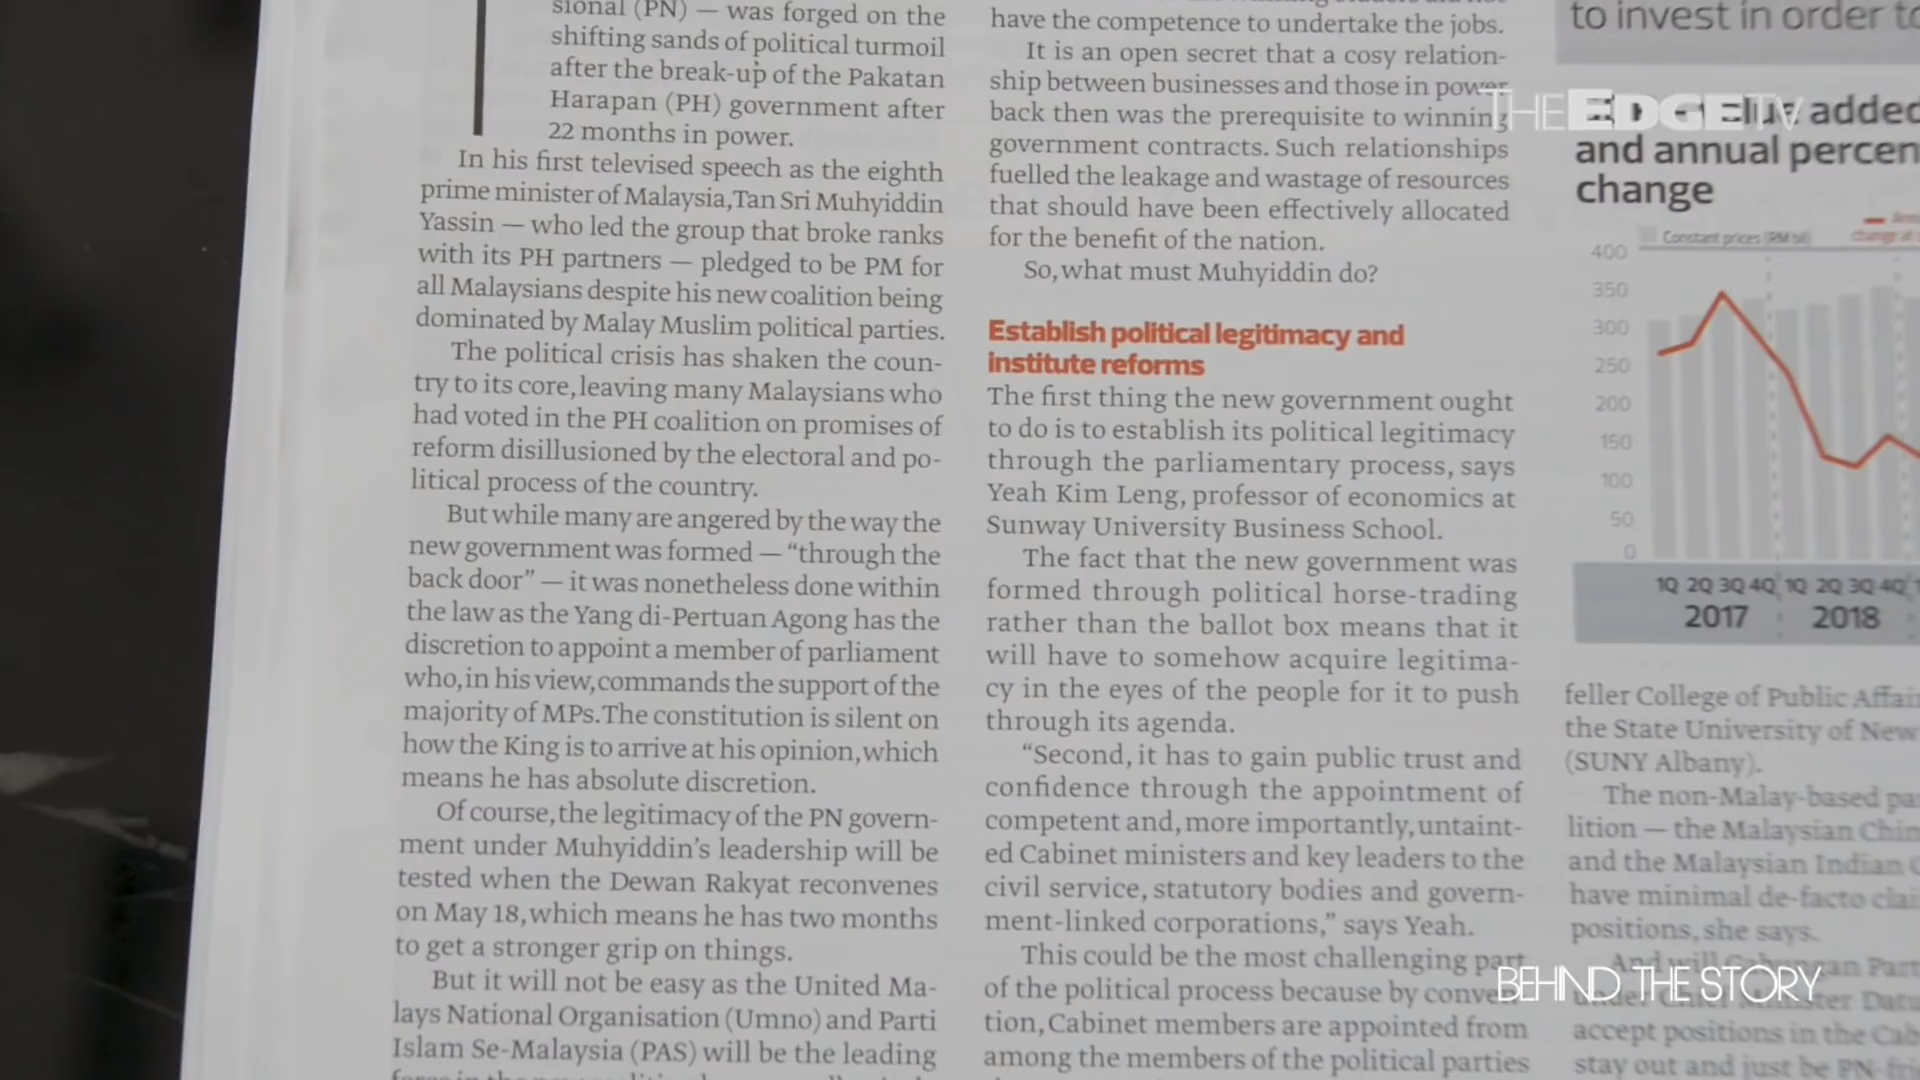 sional (PN) — was forged on the
shifting sands of political turmoil
after the break-up of the Pakatan
Harapan (PH) government after
22 months in power.
In his first televised speech as the eighth
prime minister of Malaysia, Tan Sri Muhyiddin
Yassin — who led the group that broke ranks
with its PH partners — pledged to be PM for
all Malaysians despite his new coalition being
dominated by Malay Muslim political parties.
The political crisis has shaken the coun-
try to its core, leaving many Malaysians who
had voted in the PH coalition on promises of
reform disillusioned by the electoral and po-
litical process of the country.
But while many are angered by the way the
new government was formed — “through the
back door” — it was nonetheless done within
the law as the Yang di-Pertuan Agong has the
discretion to appoint a member of parliament
who, in his view, commands the support of the
majority of MPs. The constitution is silent on
how the King is to arrive at his opinion, which
means he has absolute discretion.
Of course, the legitimacy of the PN govern-
ment under Muhyiddin’s leadership will be
tested when the Dewan Rakyat reconvenes
on May 18, which means he has two months
to get a stronger grip on things.
But it will not be easy as the United Ma-
lays National Organisation (Umno) and Parti
Islam Se-Malaysia (PAS) will be the leading
have the competence to undertake the jobs.
It is an open secret that a cosy relation-
ship between businesses and those in power
back then was the prerequisite to winning
government contracts. Such relationships
fuelled the leakage and wastage of resources
that should have been effectively allocated
for the benefit of the nation.
So, what must Muhyiddin do?
Establish political legitimacy and
institute reforms
The first thing the new government ought
to do is to establish its political legitimacy
through the parliamentary process, says
Yeah Kim Leng, professor of economics at
Sunway University Business School.
The fact that the new government was
formed through political horse-trading
rather than the ballot box means that it
will have to somehow acquire legitima-
cy in the eyes of the people for it to push
through its agenda.
“Second, it has to gain public trust and
confidence through the appointment of
competent and, more importantly, untaint-
ed Cabinet ministers and key leaders to the
civil service, statutory bodies and govern-
ment-linked corporations,” says Yeah.
This could be the most challenging part
of the political process because by conven-
tion, Cabinet members are appointed from
among the members of the political parties
to invest in order to
THE EDGE TV
added
and annual percen
change
Constant prices (RM bil)
400
350
300
250
200
150
100
50
0
1Q 2Q 3Q 4Q 1Q 2Q 3Q 4Q
2017 2018
feller College of Public Affai
the State University of New
(SUNY Albany).
The non-Malay-based pa
lition — the Malaysian Chin
and the Malaysian Indian C
have minimal de-facto clai
positions, she says.
BEHIND THE STORY
accept positions in the Cab
stay out and just be PN-fri